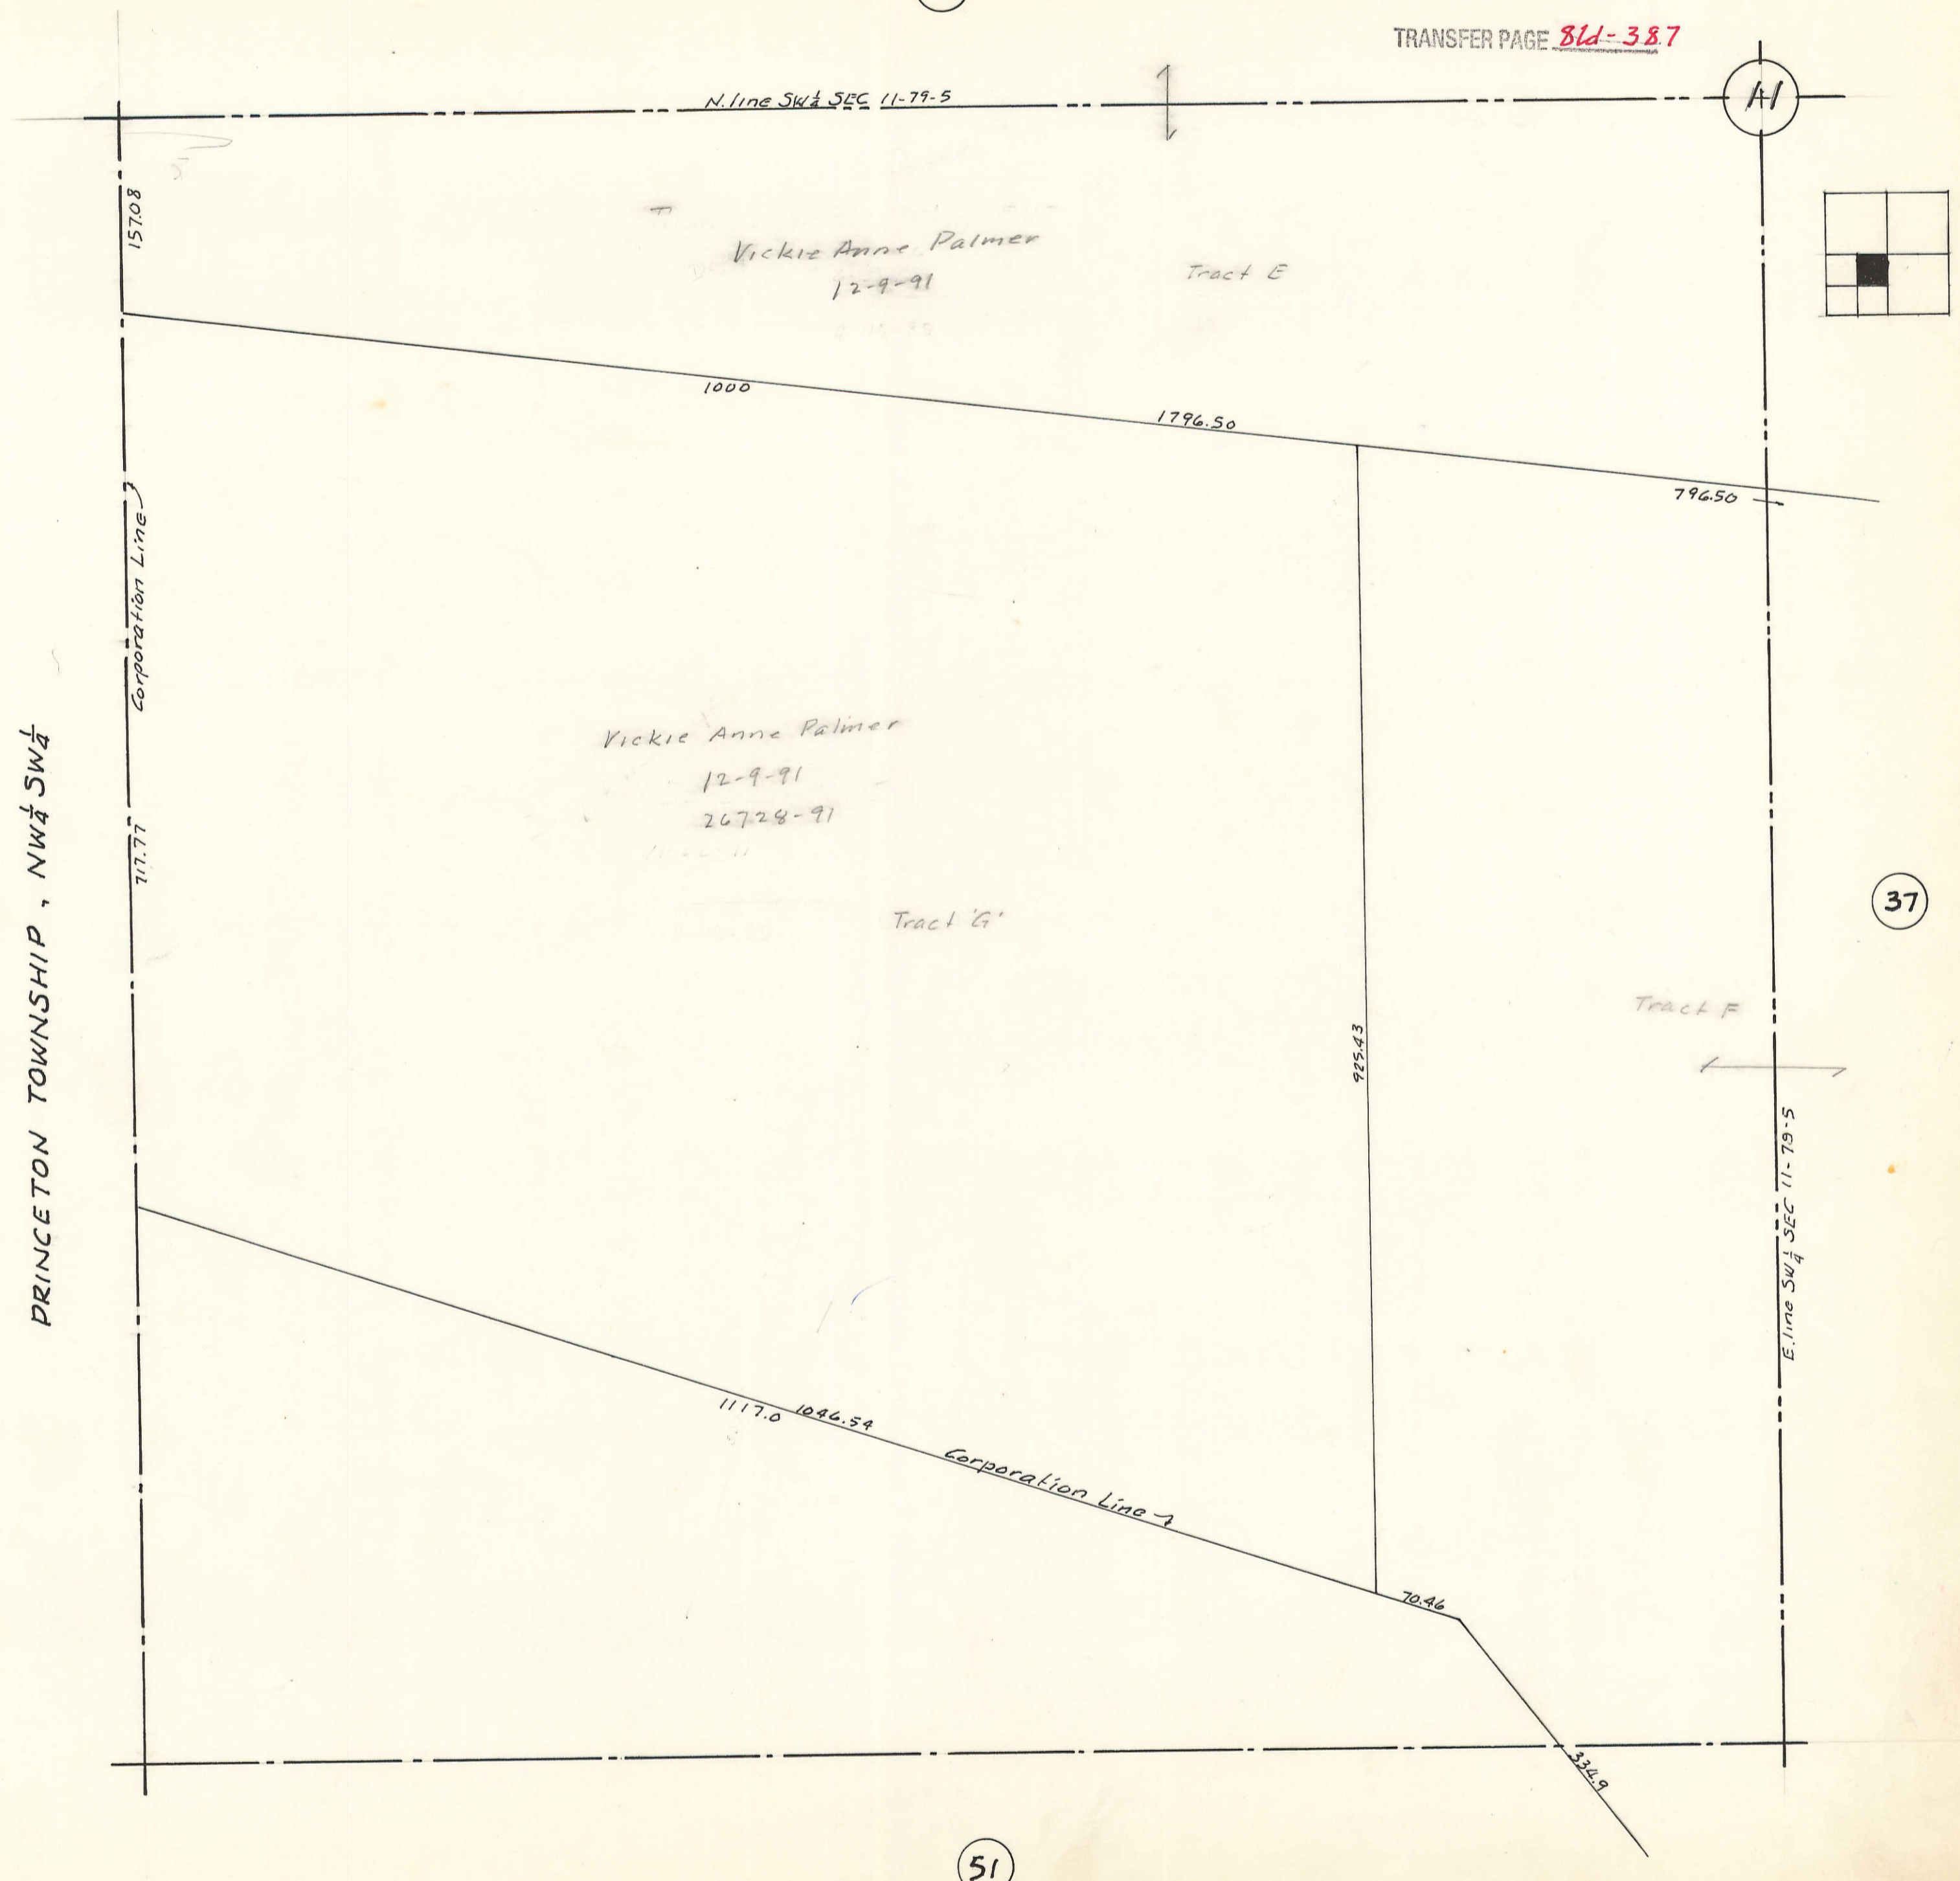 TRANSFER PAGE 81d-387
N. line SW¼ SEC 11-79-5
11
157.08
Vickie Anne Palmer
12-9-91
Tract E
1000
1796.50
796.50
Corporation Line
Vickie Anne Palmer
12-9-91
26728-91
717.77
Tract 'G'
PRINCETON TOWNSHIP, NW¼ SW¼
37
Tract F
925.43
E. line SW¼ SEC 11-79-5
1117.0
1046.54
Corporation Line
70.46
334.9
51